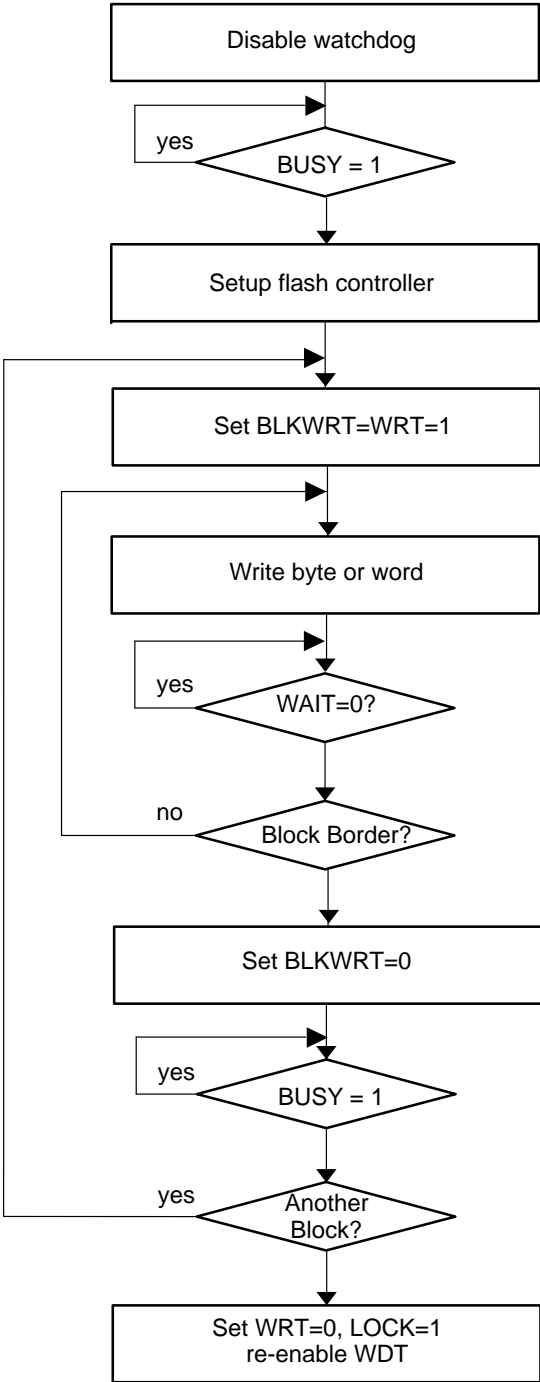 Disable watchdog
yes
BUSY = 1
Setup flash controller
Set BLKWRT=WRT=1
Write byte or word
yes
WAIT=0?
no
Block Border?
Set BLKWRT=0
yes
BUSY = 1
yes
Another
Block?
Set WRT=0, LOCK=1
re-enable WDT